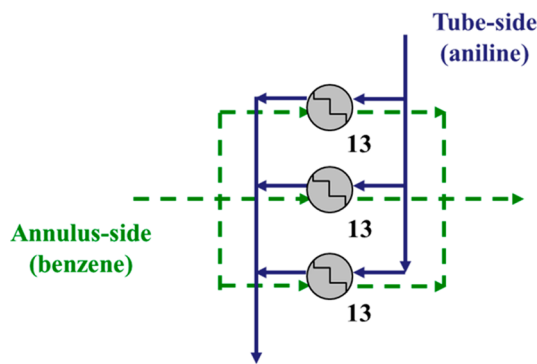 Tube-side
(aniline)
13
13
Annulus-side
(benzene)
13